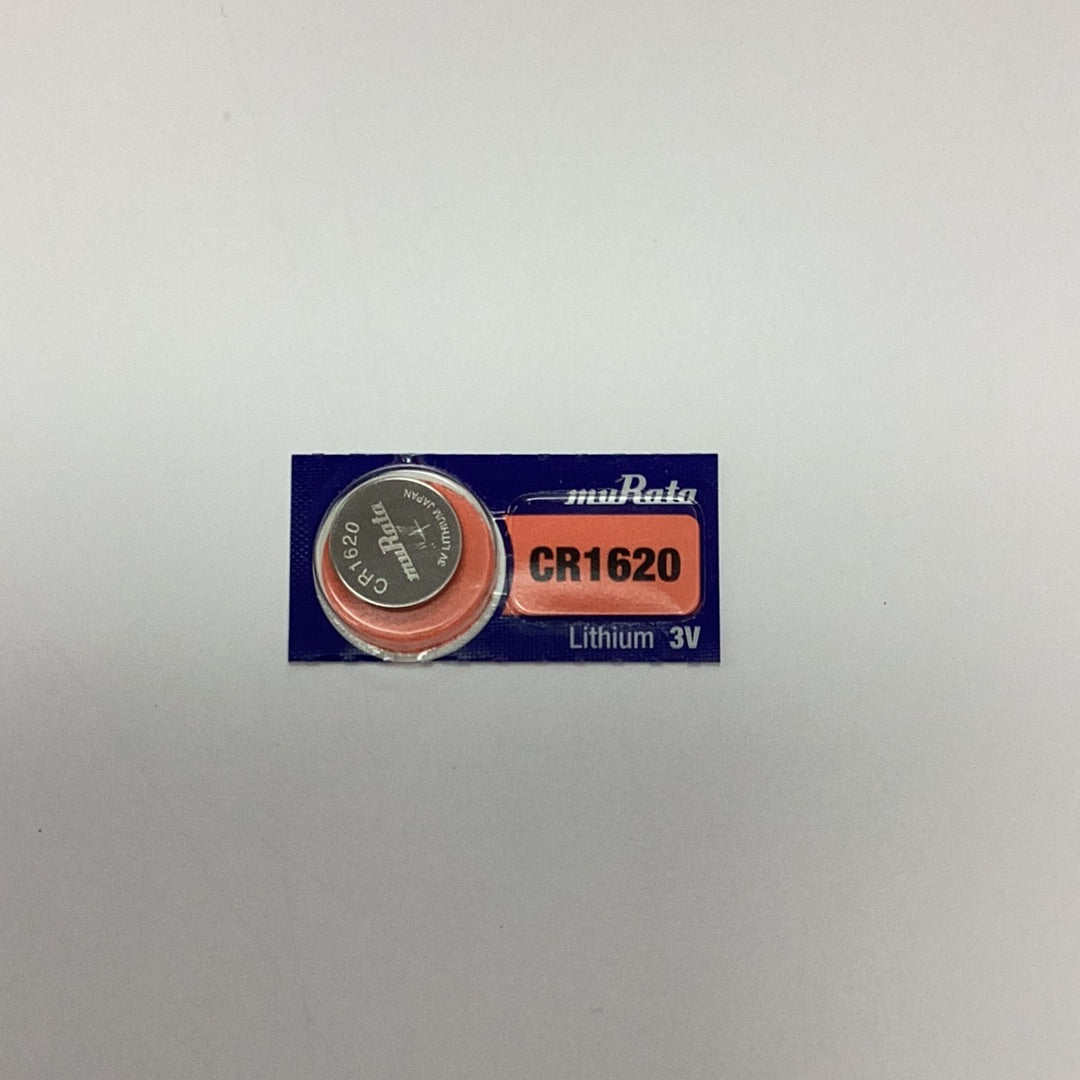 muRata
CR1620
Lithium 3V
CR1620
muRata
+
3V LITHIUM JAPAN